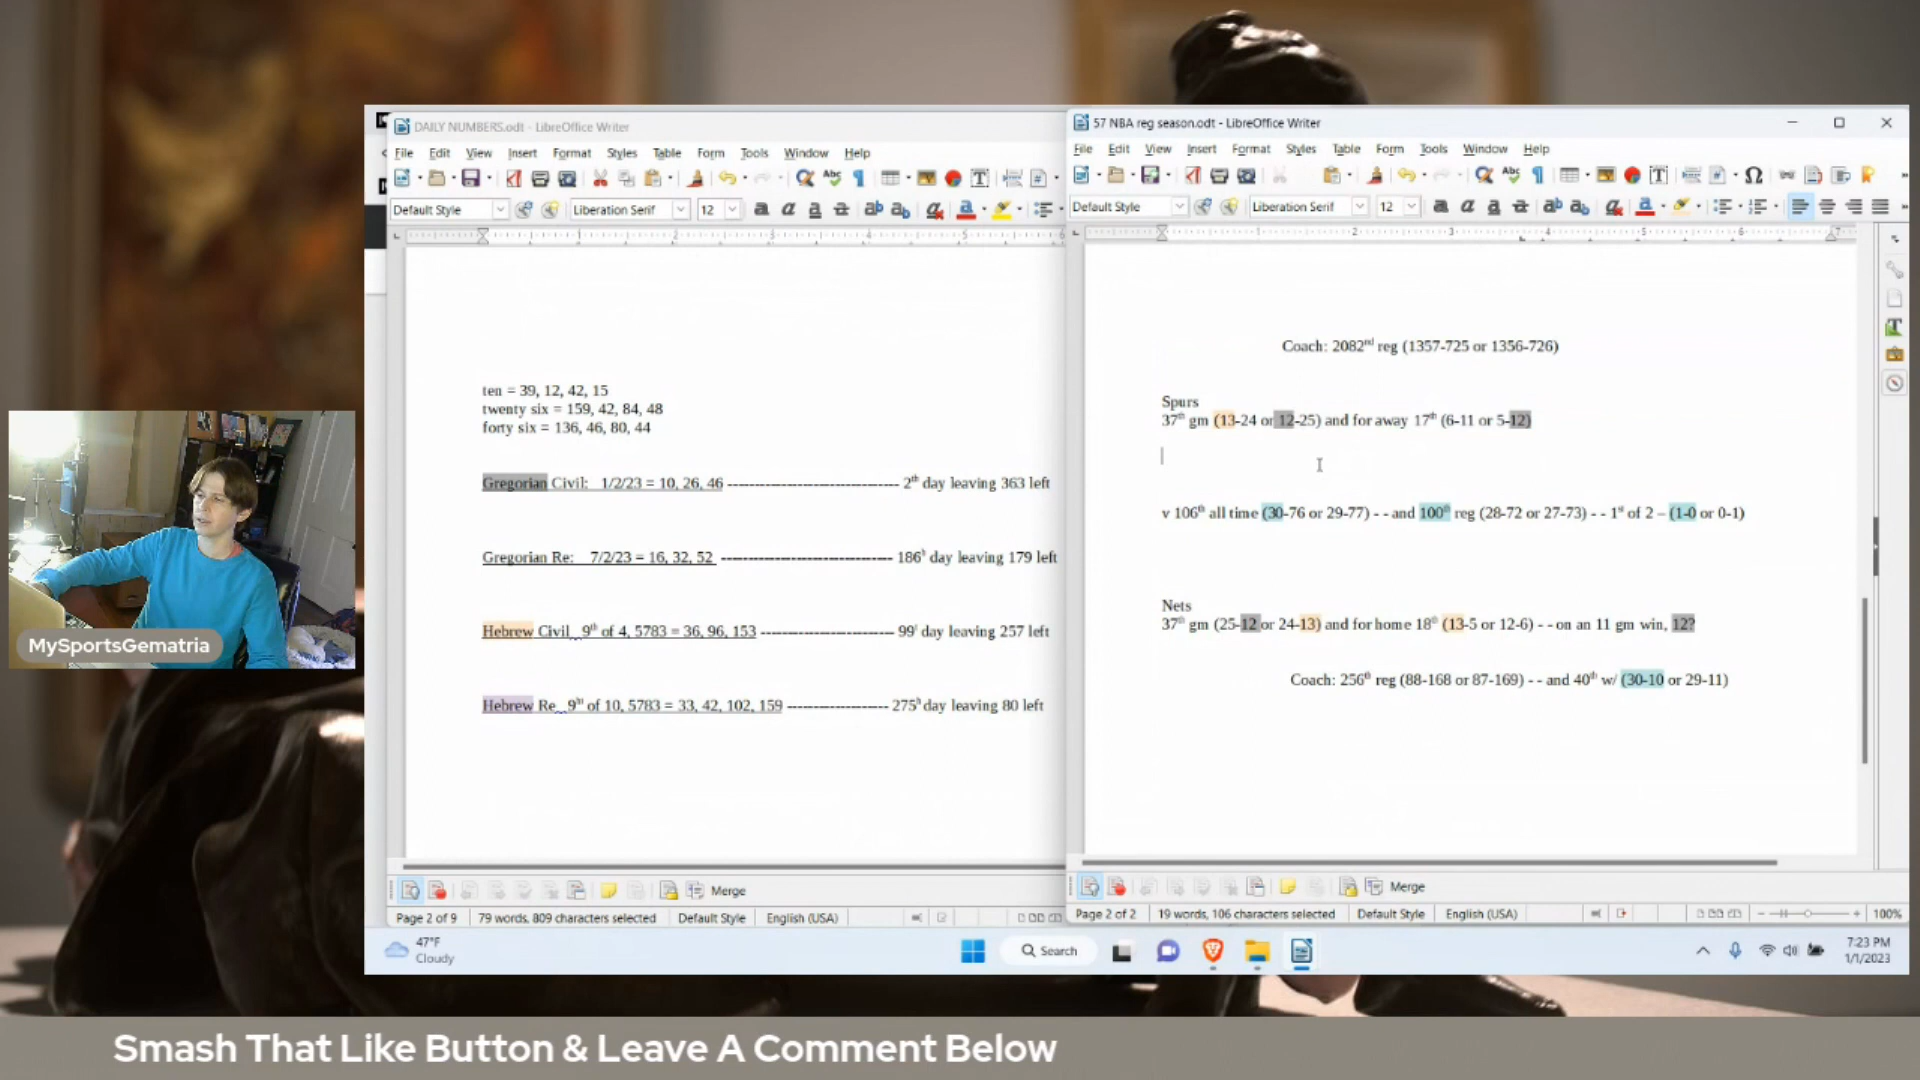 DAILY NUMBERS.odt - LibreOffice Writer
File Edit View Insert Format Styles Table Form Tools Window Help
Default Style
Liberation Serif
12
ten = 39, 12, 42, 15
twenty six = 159, 42, 84, 48
forty six = 136, 46, 80, 44
Gregorian Civil: 1/2/23 = 10, 26, 46 ------------------------------- 2th day leaving 363 left
Gregorian Re: 7/2/23 = 16, 32, 52 ------------------------------- 186h day leaving 179 left
Hebrew Civil 9th of 4, 5783 = 36, 96, 153 ------------------------ 99t day leaving 257 left
Hebrew Re 9tht of 10, 5783 = 33, 42, 102, 159 ------------------ 275h day leaving 80 left
Merge
Page 2 of 9 79 words, 809 characters selected Default Style English (USA)
57 NBA reg season.odt - LibreOffice Writer
File Edit View Insert Format Styles Table Form Tools Window Help
Default Style
Liberation Serif
12
Coach: 2082nd reg (1357-725 or 1356-726)
Spurs
37th gm (13-24 or 12-25) and for away 17th (6-11 or 5-12)
v 106th all time (30-76 or 29-77) - - and 100th reg (28-72 or 27-73) - - 1st of 2 – (1-0 or 0-1)
Nets
37th gm (25-12 or 24-13) and for home 18th (13-5 or 12-6) - - on an 11 gm win, 12?
Coach: 256th reg (88-168 or 87-169) - - and 40th w/ (30-10 or 29-11)
Merge
Page 2 of 2 19 words, 106 characters selected Default Style English (USA) 100%
47°F
Cloudy
Search
7:23 PM
1/1/2023
MySportsGematria
Smash That Like Button & Leave A Comment Below